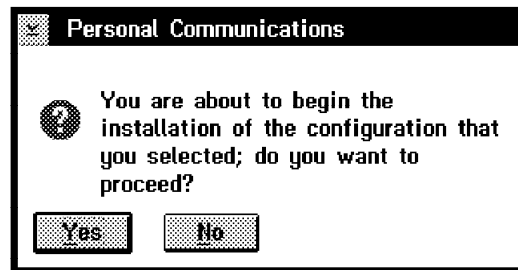 Personal Communications
You are about to begin the
installation of the configuration that
you selected; do you want to
proceed?
Yes No